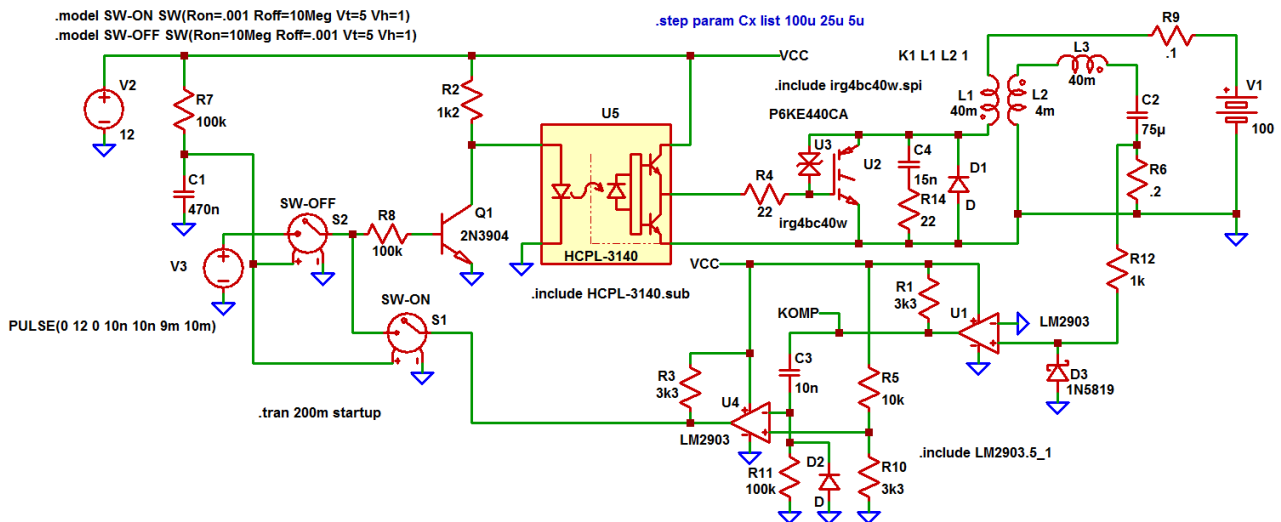 .model SW-ON SW(Ron=.001 Roff=10Meg Vt=5 Vh=1)
.model SW-OFF SW(Ron=10Meg Roff=.001 Vt=5 Vh=1)
.step param Cx list 100u 25u 5u
R9
.1
VCC
K1 L1 L2 1
L3
40m
V2
12
R7
100k
R2
1k2
.include irg4bc40w.spi
L1
40m
L2
4m
C2
75µ
V1
100
P6KE440CA
U5
U3
U2
C4
15n
D1
D
R6
.2
C1
470n
R4
22
R14
22
SW-OFF
S2
R8
100k
Q1
2N3904
irg4bc40w
HCPL-3140
V3
VCC
R12
1k
.include HCPL-3140.sub
R1
3k3
SW-ON
S1
KOMP
U1
LM2903
PULSE(0 12 0 10n 10n 9m 10m)
C3
10n
R3
3k3
R5
10k
D3
1N5819
.tran 200m startup
U4
LM2903
.include LM2903.5_1
R11
100k
D2
D
R10
3k3